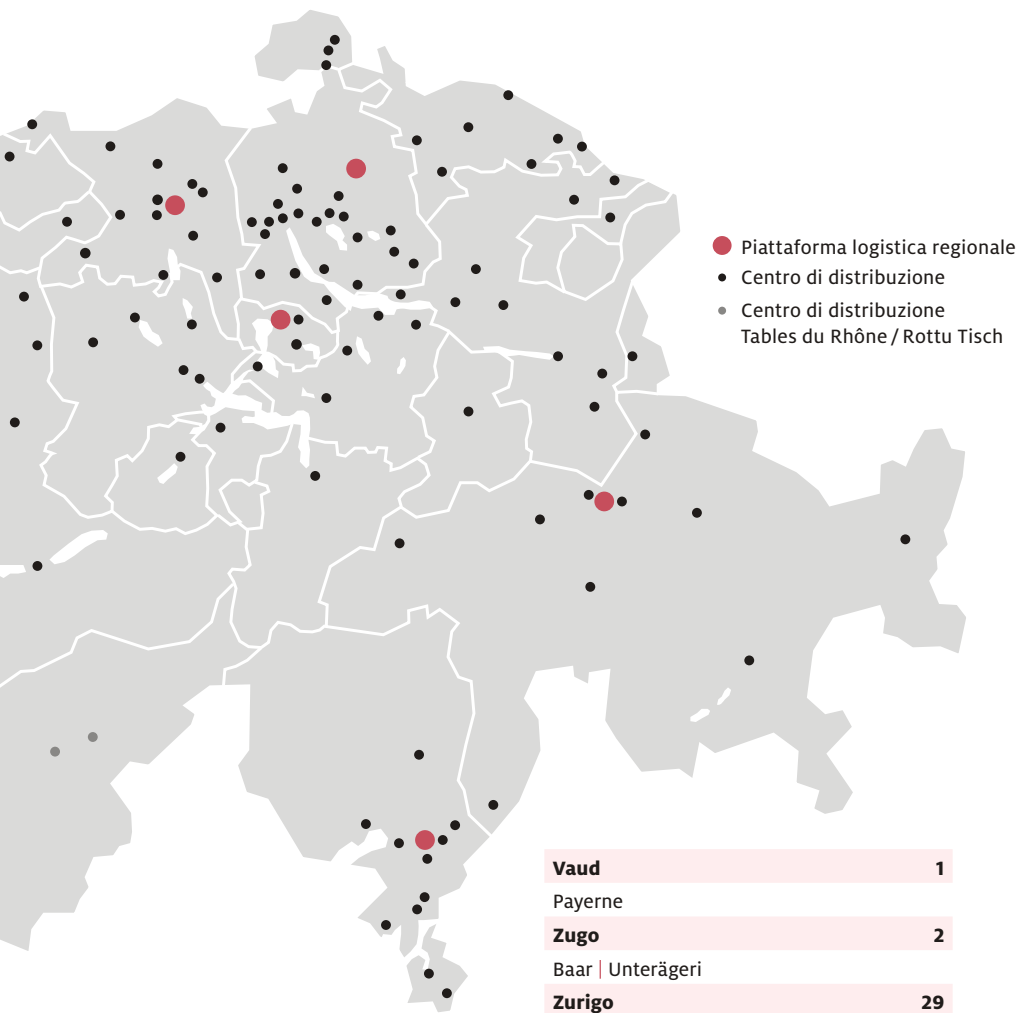 Piattaforma logistica regionale
Centro di distribuzione
Centro di distribuzione
Tables du Rhône / Rottu Tisch
Vaud 1
Payerne
Zugo 2
Baar | Unterägeri
Zurigo 29